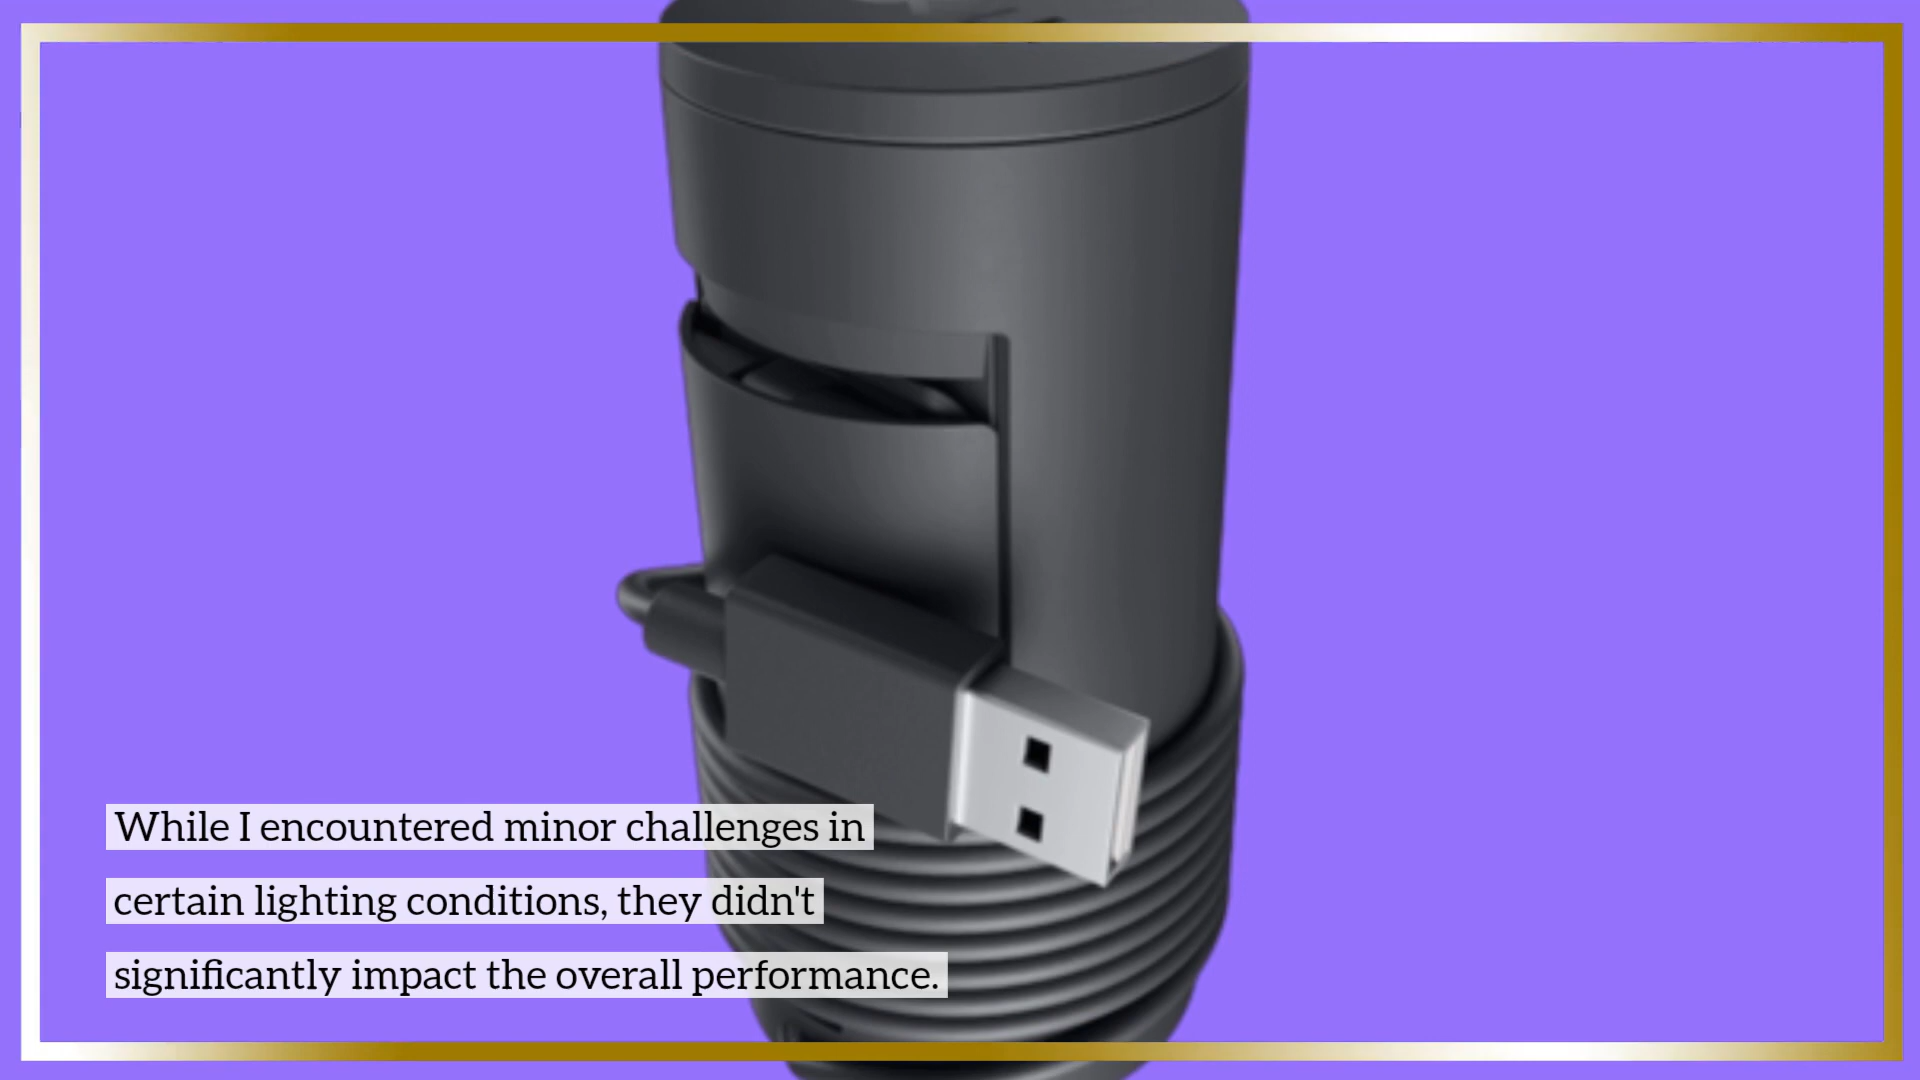 While I encountered minor challenges in
certain lighting conditions, they didn't
significantly impact the overall performance.